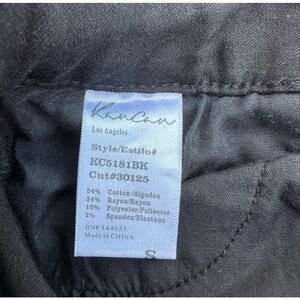 KanCan
Los Angeles
Style/Estilo#
KC5181BK
Cut#30125
54% Cotton/Algodon
34% Rayon/Rayon
10% Polyester/Poliester
2% Spandex/Elastano
RN# 144635
Made in CHINA
S